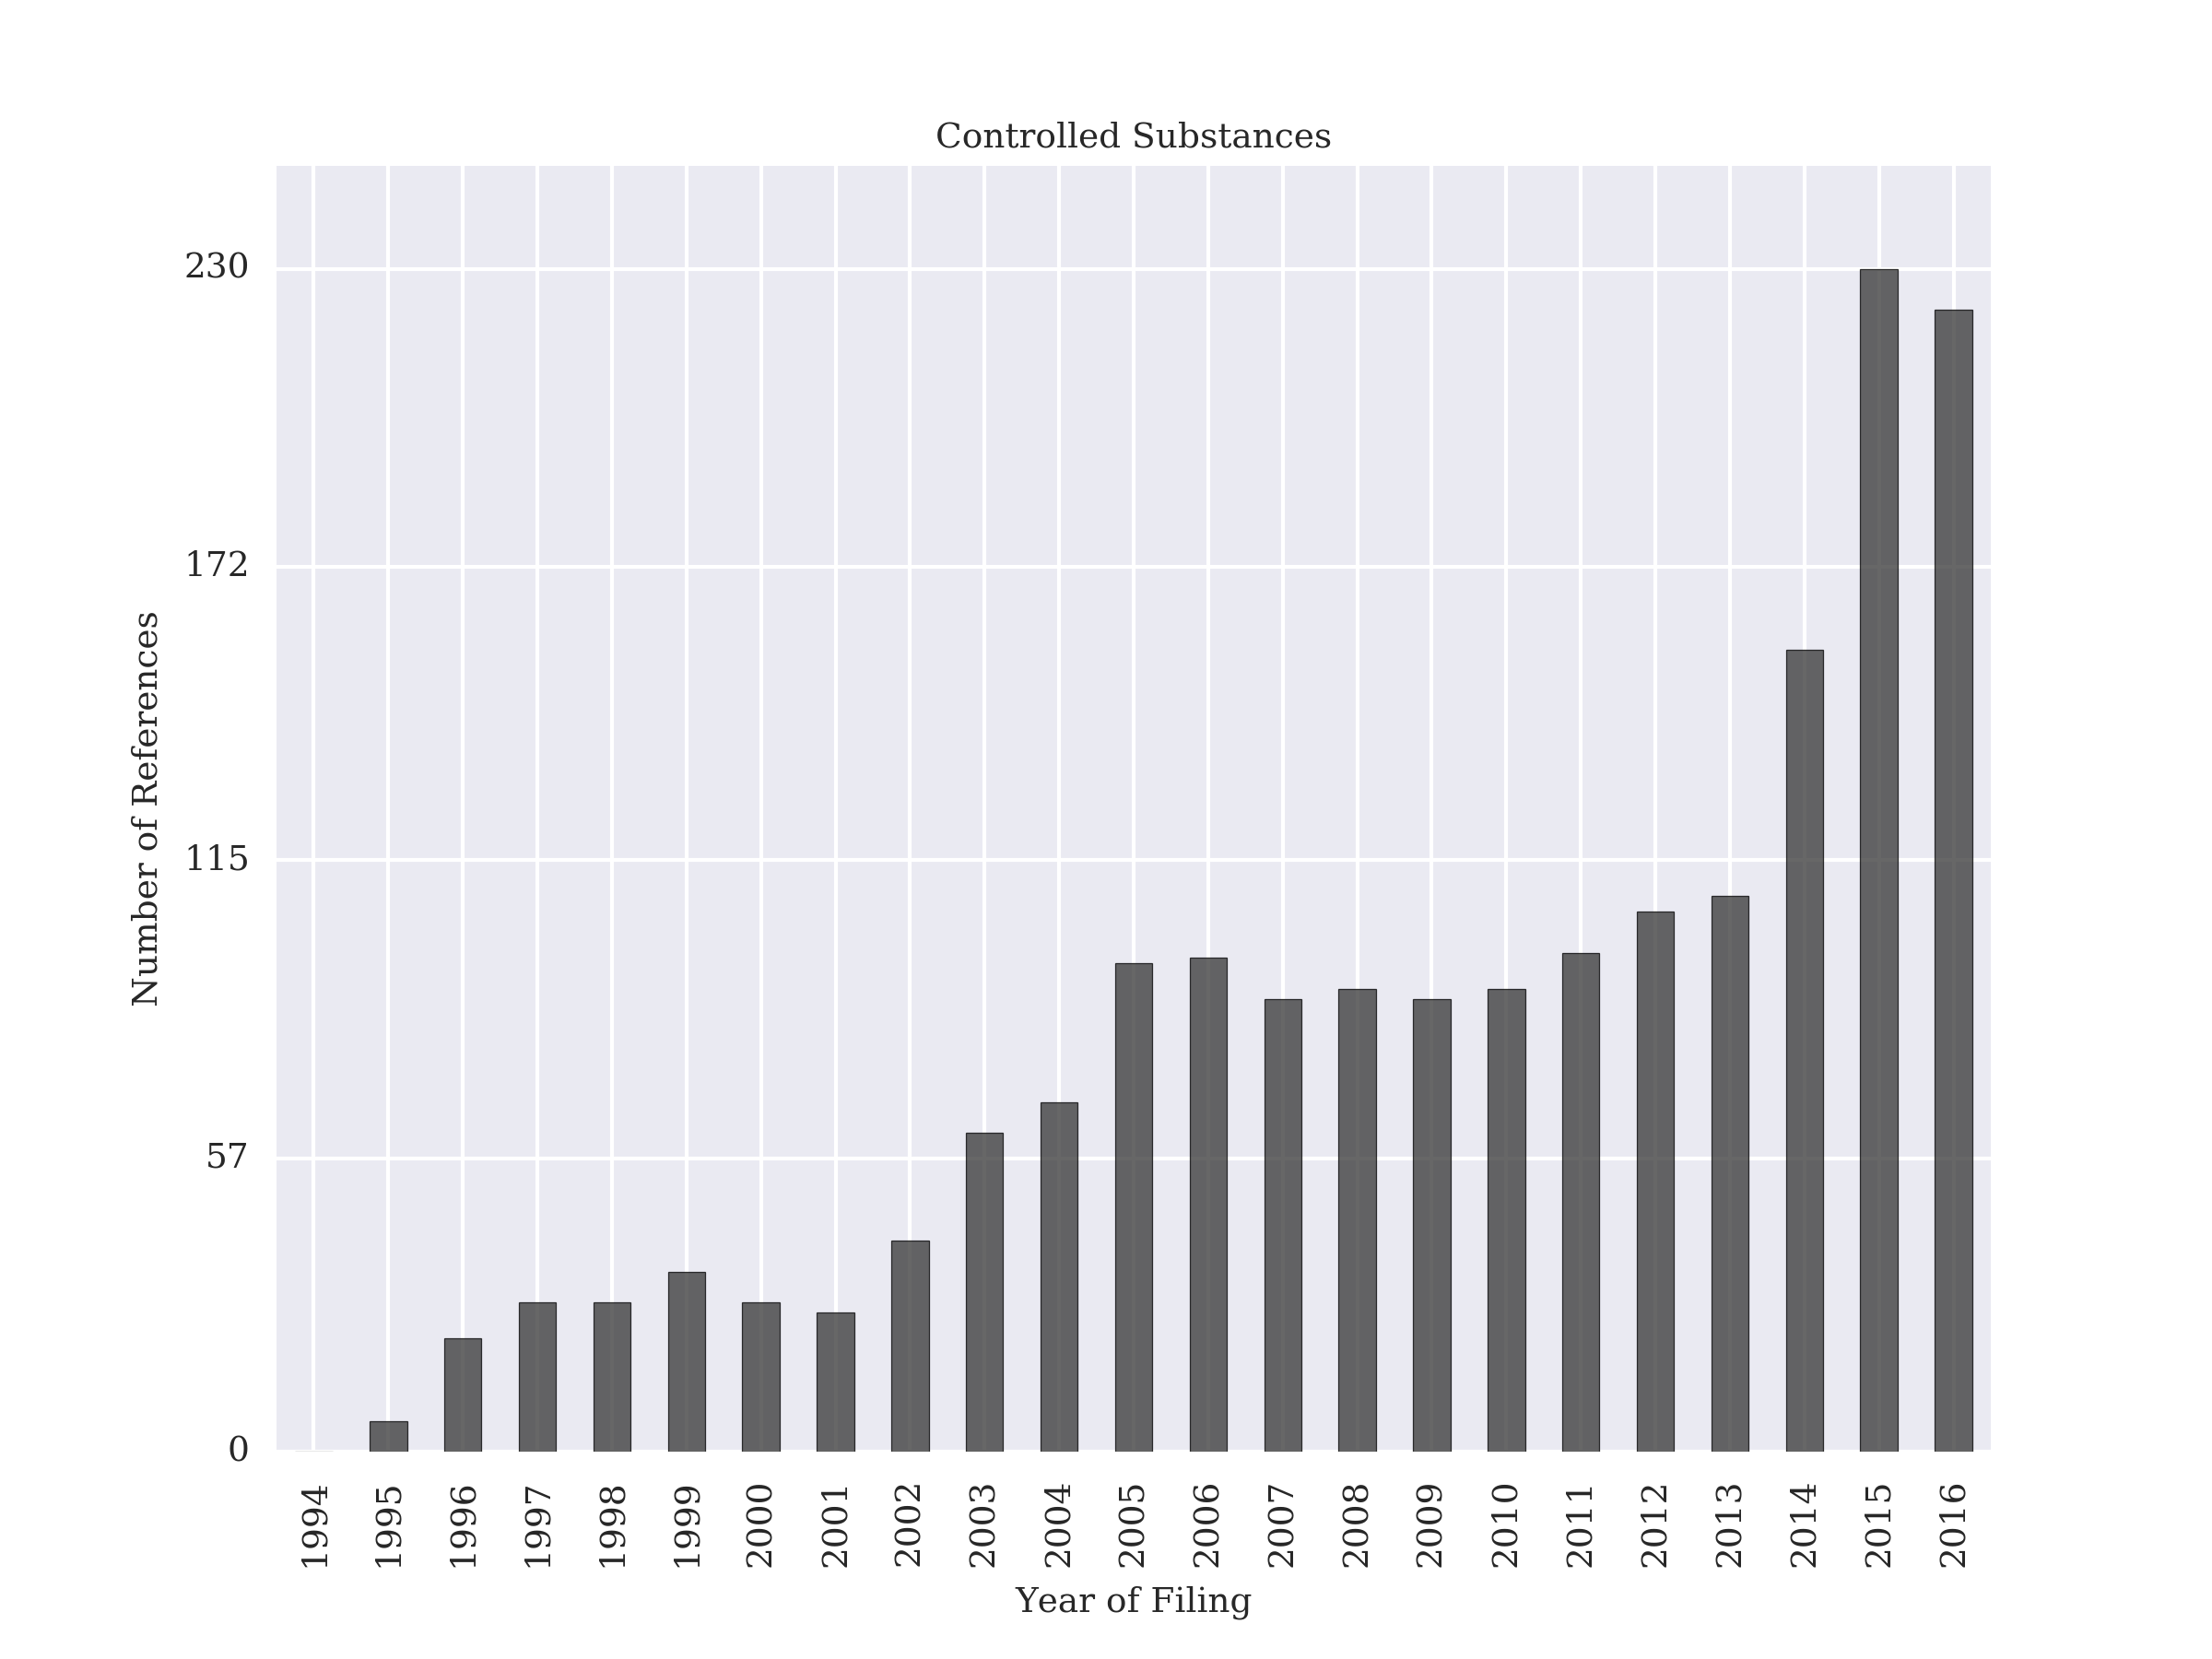 Controlled Substances
230
172
115
57
0
Number of References
1994 1995 1996 1997 1998 1999 2000 2001 2002 2003 2004 2005 2006 2007 2008 2009 2010 2011 2012 2013 2014 2015 2016
Year of Filing